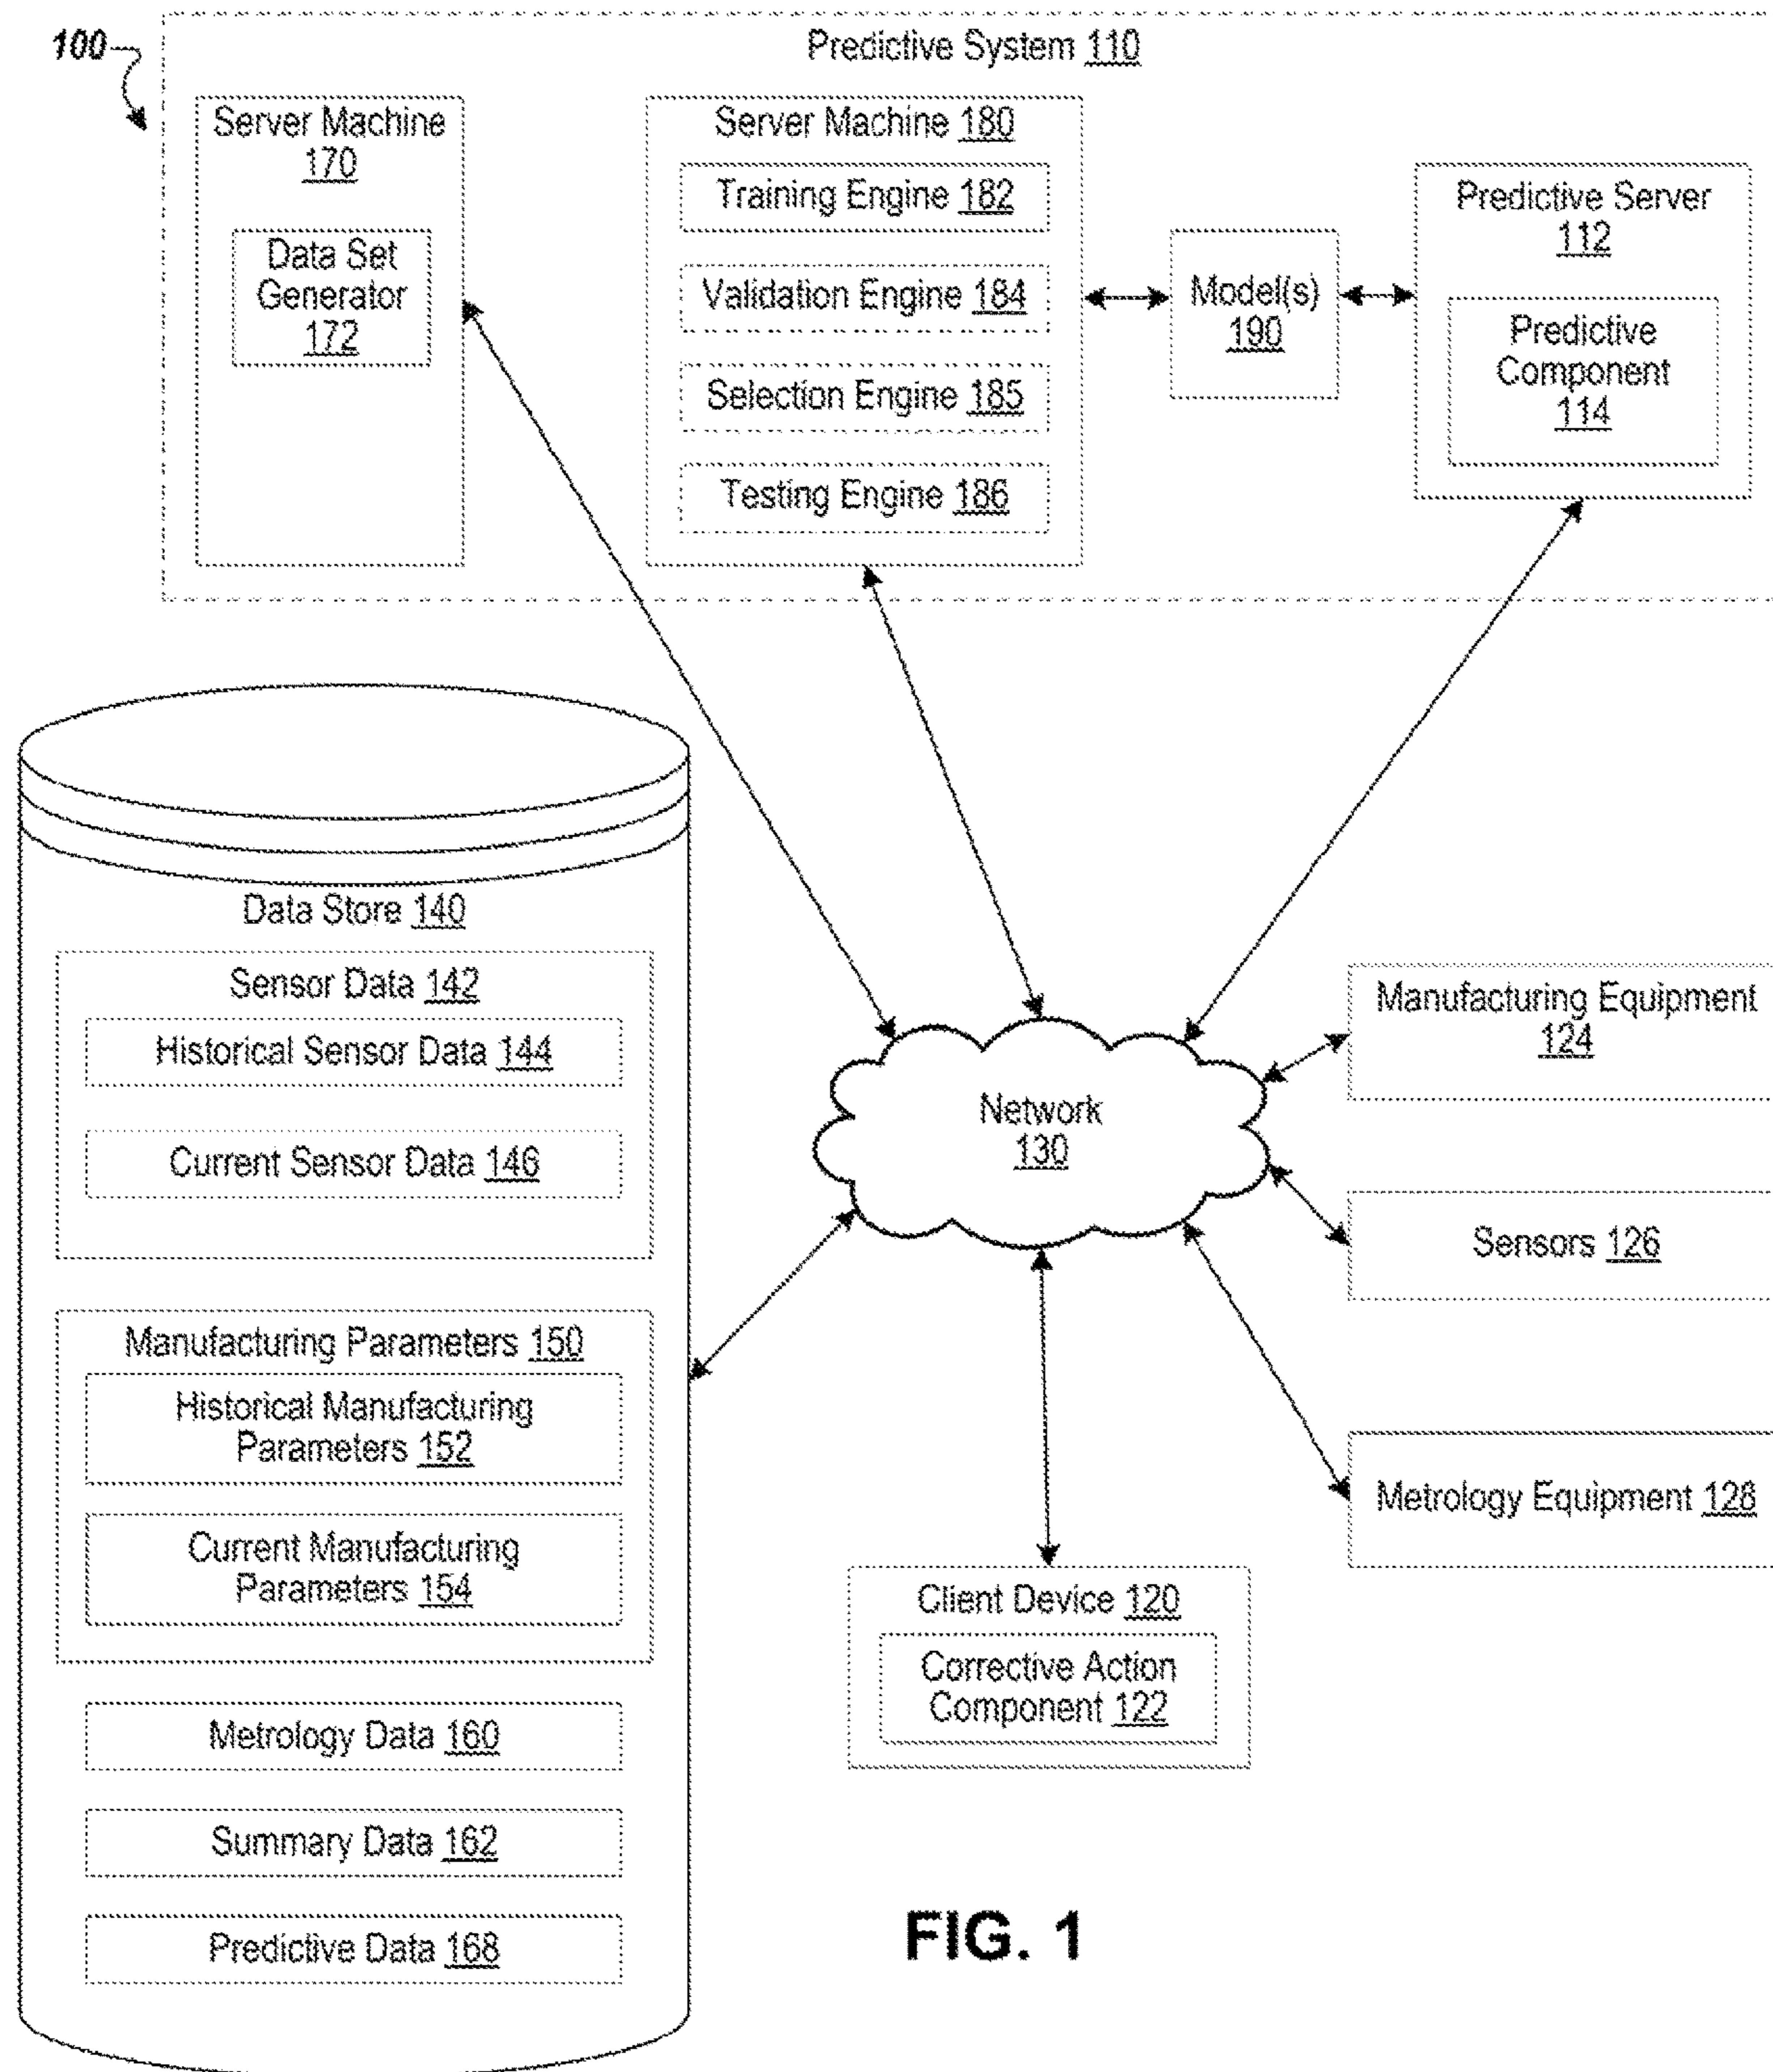 100
Predictive System 110
Server Machine
170
Data Set
Generator
172
Server Machine 180
Training Engine 182
Validation Engine 184
Selection Engine 185
Testing Engine 186
Model(s)
190
Predictive Server
112
Predictive
Component
114
Data Store 140
Sensor Data 142
Historical Sensor Data 144
Current Sensor Data 146
Manufacturing Parameters 150
Historical Manufacturing
Parameters 152
Current Manufacturing
Parameters 154
Metrology Data 160
Summary Data 162
Predictive Data 168
Network
130
Manufacturing Equipment
124
Sensors 126
Metrology Equipment 128
Client Device 120
Corrective Action
Component 122
FIG. 1